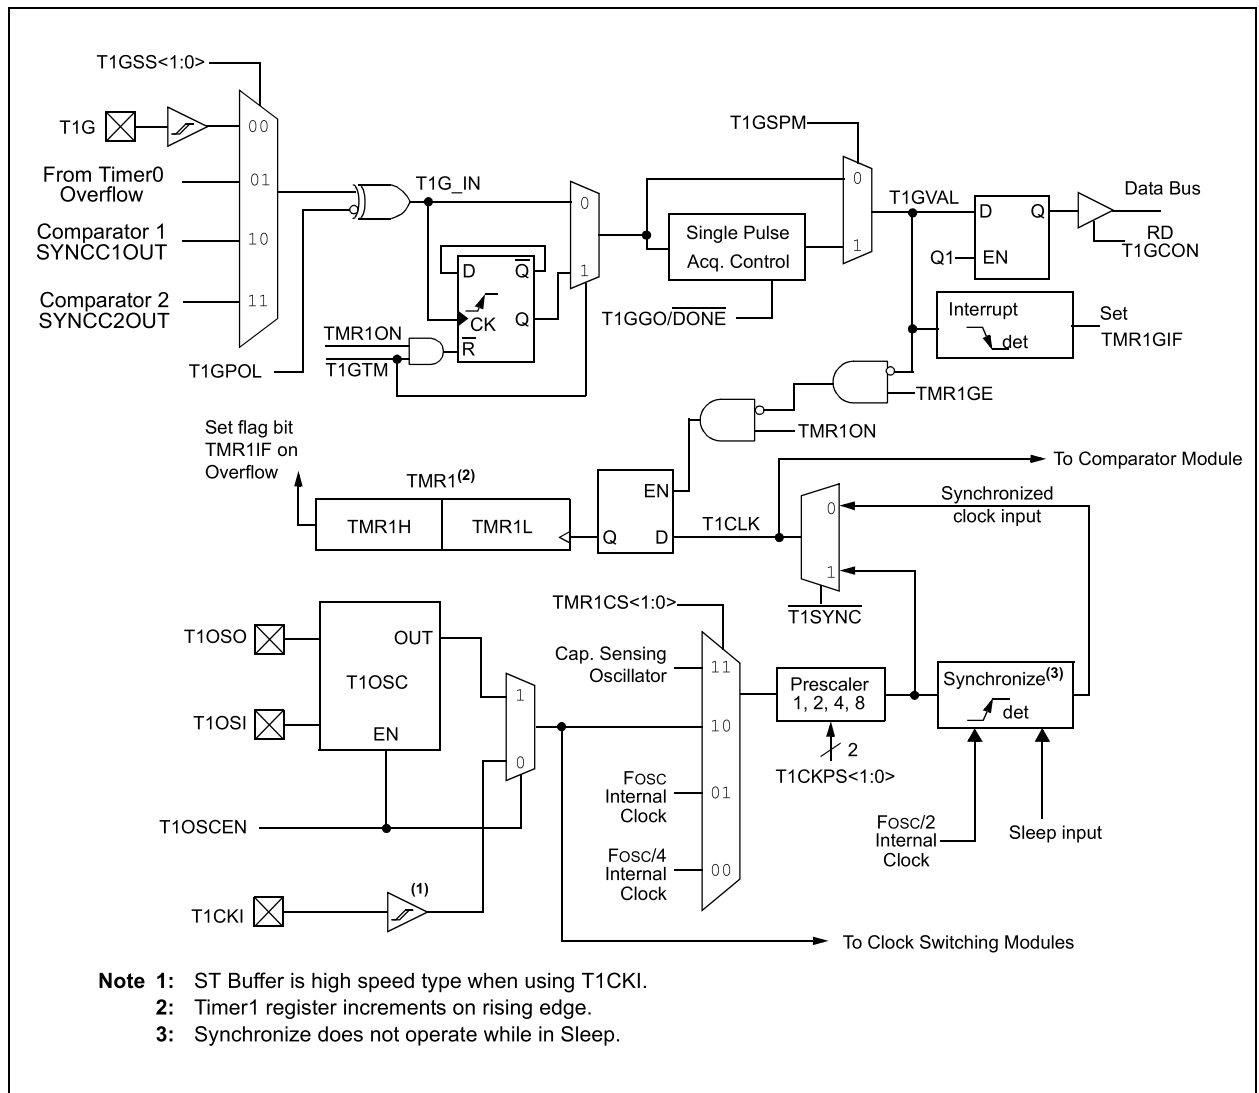 T1GSS<1:0>
T1G
00
From Timer0
Overflow
01
Comparator 1
SYNCC1OUT
10
Comparator 2
SYNCC2OUT
11
T1GPOL
T1G_IN
D
Q
CK
Q
R
TMR1ON
T1GTM
0
1
T1GSPM
Single Pulse
Acq. Control
T1GGO/DONE
0
1
T1GVAL
D
Q
Q1
EN
Data Bus
RD
T1GCON
Interrupt
det
Set
TMR1GIF
TMR1GE
TMR1ON
Set flag bit
TMR1IF on
Overflow
TMR1(2)
TMR1H
TMR1L
EN
Q
D
T1CLK
To Comparator Module
Synchronized
clock input
0
1
T1SYNC
T1OSO
T1OSI
OUT
T1OSC
EN
1
0
T1OSCEN
T1CKI
(1)
TMR1CS<1:0>
Cap. Sensing
Oscillator
11
10
FOSC
Internal
Clock
01
FOSC/4
Internal
Clock
00
Prescaler
1, 2, 4, 8
2
T1CKPS<1:0>
Synchronize(3)
det
FOSC/2
Internal
Clock
Sleep input
To Clock Switching Modules
Note 1: ST Buffer is high speed type when using T1CKI.
2: Timer1 register increments on rising edge.
3: Synchronize does not operate while in Sleep.